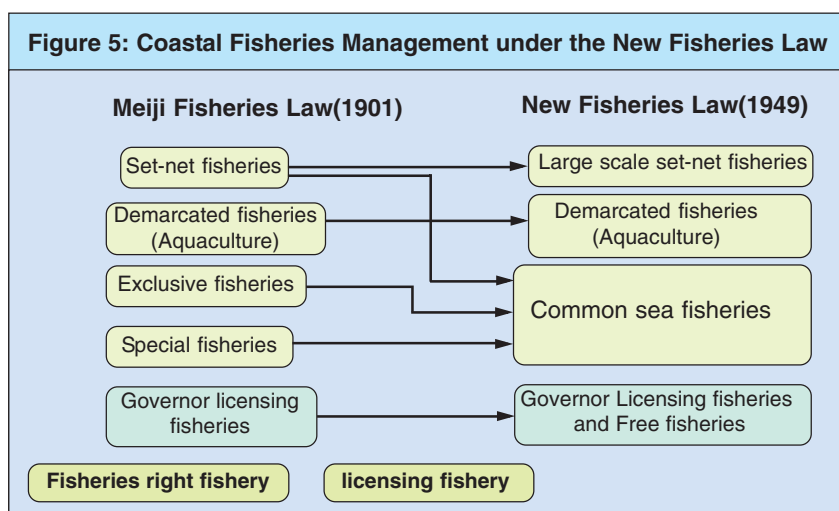 Figure 5: Coastal Fisheries Management under the New Fisheries Law
Meiji Fisheries Law(1901)
New Fisheries Law(1949)
Set-net fisheries
Large scale set-net fisheries
Demarcated fisheries
(Aquaculture)
Demarcated fisheries
(Aquaculture)
Exclusive fisheries
Common sea fisheries
Special fisheries
Governor licensing
fisheries
Governor Licensing fisheries
and Free fisheries
Fisheries right fishery
licensing fishery